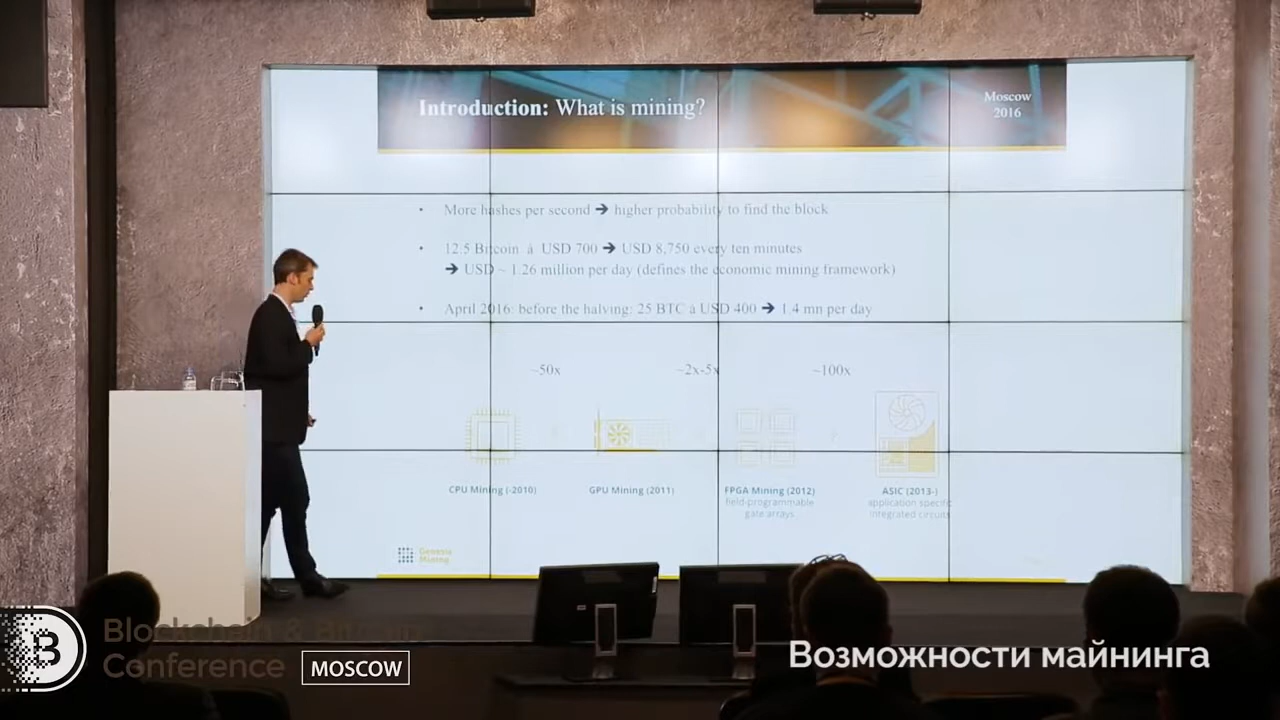 Introduction: What is mining?
Moscow
2016
• More hashes per second ➔ higher probability to find the block
• 12.5 Bitcoin á USD 700 ➔ USD 8,750 every ten minutes
➔ USD ~ 1.26 million per day (defines the economic mining framework)
• April 2016: before the halving: 25 BTC á USD 400 ➔ 1.4 mn per day
~50x
~2x-5x
~100x
CPU Mining (-2010)
GPU Mining (2011)
FPGA Mining (2012)
field-programmable
gate arrays
ASIC (2013-)
application specific
integrated circuits
Genesis
Mining
B
Blockchain & Bitcoin
Conference
MOSCOW
Возможности майнинга